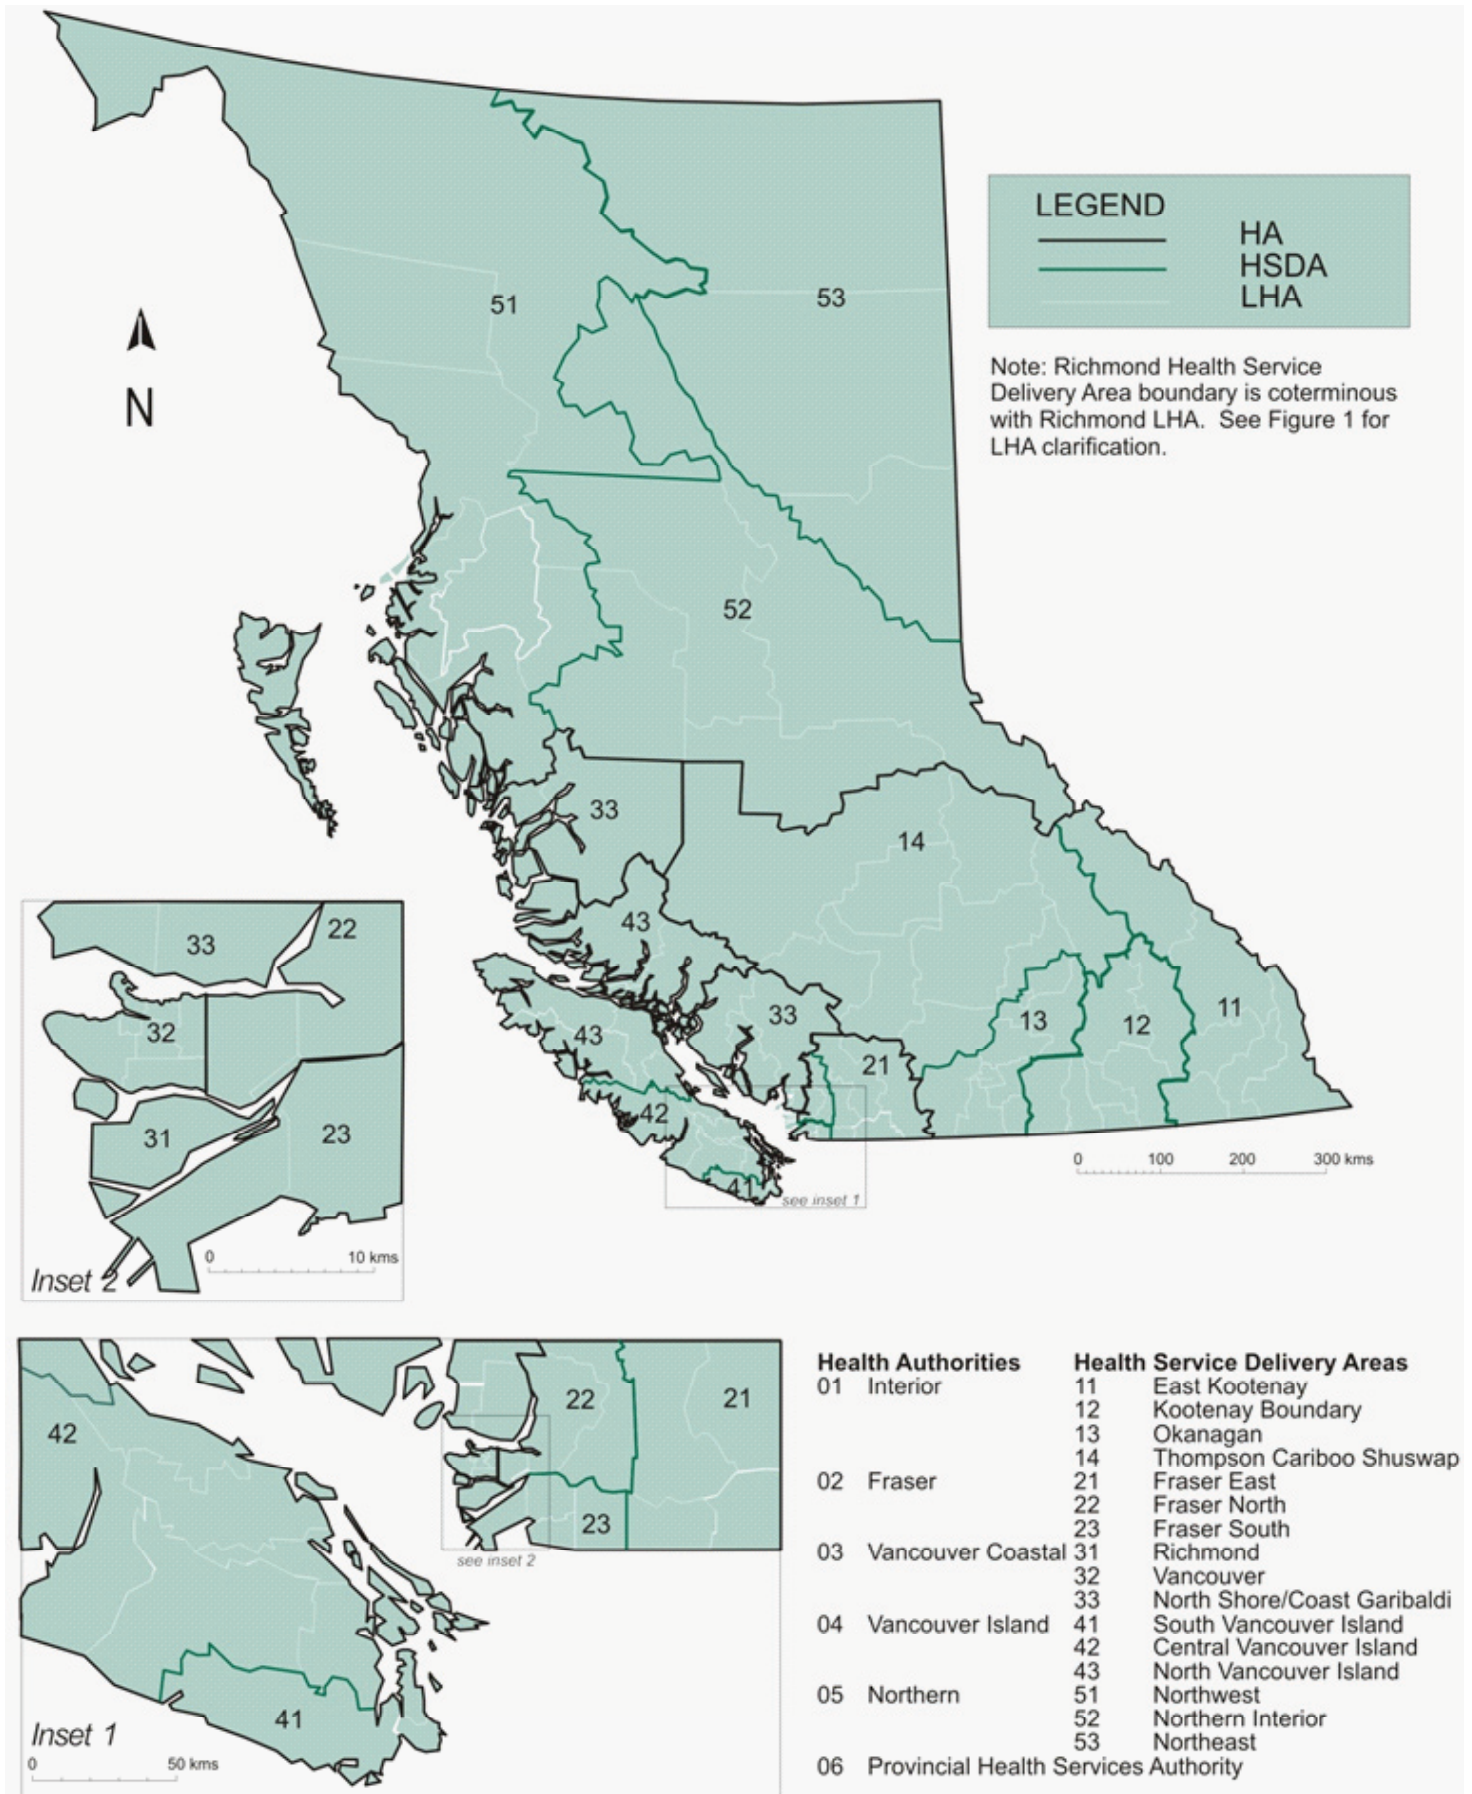 LEGEND
HA
HSDA
LHA
51
53
N
Note: Richmond Health Service
Delivery Area boundary is coterminous
with Richmond LHA.  See Figure 1 for
LHA clarification.
52
33
14
43
33
13
12
11
43
21
42
41
see inset 1
0 100 200 300 kms
33
22
32
31
23
0 10 kms
Inset 2
42
22
21
23
see inset 2
41
Inset 1
0 50 kms
Health Authorities Health Service Delivery Areas
01 Interior 11 East Kootenay
12 Kootenay Boundary
13 Okanagan
14 Thompson Cariboo Shuswap
02 Fraser 21 Fraser East
22 Fraser North
23 Fraser South
03 Vancouver Coastal 31 Richmond
32 Vancouver
33 North Shore/Coast Garibaldi
04 Vancouver Island 41 South Vancouver Island
42 Central Vancouver Island
43 North Vancouver Island
05 Northern 51 Northwest
52 Northern Interior
53 Northeast
06 Provincial Health Services Authority